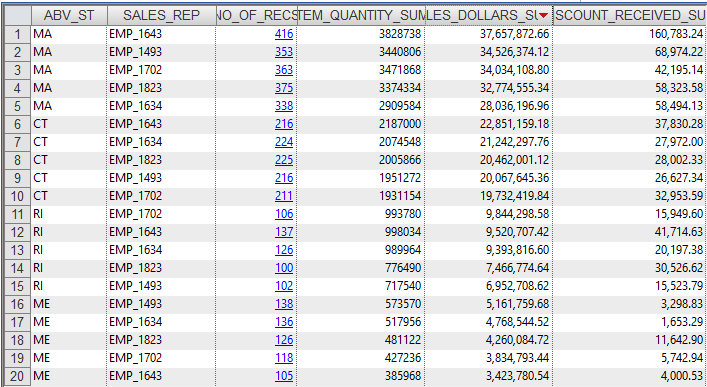 ABV_ST SALES_REP NO_OF_RECS TEM_QUANTITY_SUM LES_DOLLARS_SU SCOUNT_RECEIVED_SU
1 MA EMP_1643 416 3828738 37,657,872.66 160,783.24
2 MA EMP_1493 353 3440806 34,526,374.12 68,974.22
3 MA EMP_1702 363 3471868 34,034,108.80 42,195.14
4 MA EMP_1823 375 3374334 32,774,555.34 58,323.58
5 MA EMP_1634 338 2909584 28,036,196.96 58,494.13
6 CT EMP_1643 216 2187000 22,851,159.18 37,830.28
7 CT EMP_1634 224 2074548 21,242,297.76 27,972.00
8 CT EMP_1823 225 2005866 20,462,001.12 28,002.33
9 CT EMP_1493 216 1951272 20,067,645.36 26,627.34
10 CT EMP_1702 211 1931154 19,732,419.84 32,953.59
11 RI EMP_1702 106 993780 9,844,298.58 15,949.60
12 RI EMP_1643 137 998034 9,520,707.42 41,714.63
13 RI EMP_1634 126 989964 9,393,816.60 20,197.38
14 RI EMP_1823 100 776490 7,466,774.64 30,526.62
15 RI EMP_1493 102 717540 6,952,708.62 15,523.79
16 ME EMP_1493 138 573570 5,161,759.68 3,298.83
17 ME EMP_1634 136 517956 4,768,544.52 1,653.29
18 ME EMP_1823 126 481122 4,260,084.72 11,642.90
19 ME EMP_1702 118 427236 3,834,793.44 5,742.94
20 ME EMP_1643 105 385968 3,423,780.54 4,000.53